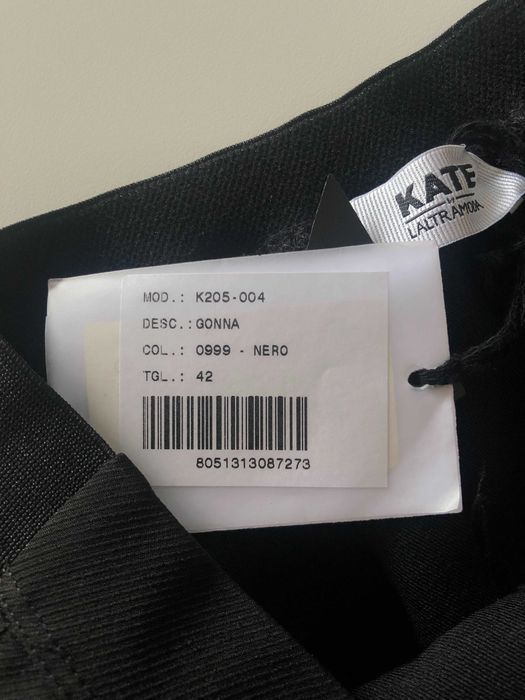 KATE
BY
LALTRAMODA
MOD.: K205-004
DESC.: GONNA
COL.: 0999 - NERO
TGL.: 42
8051313087273